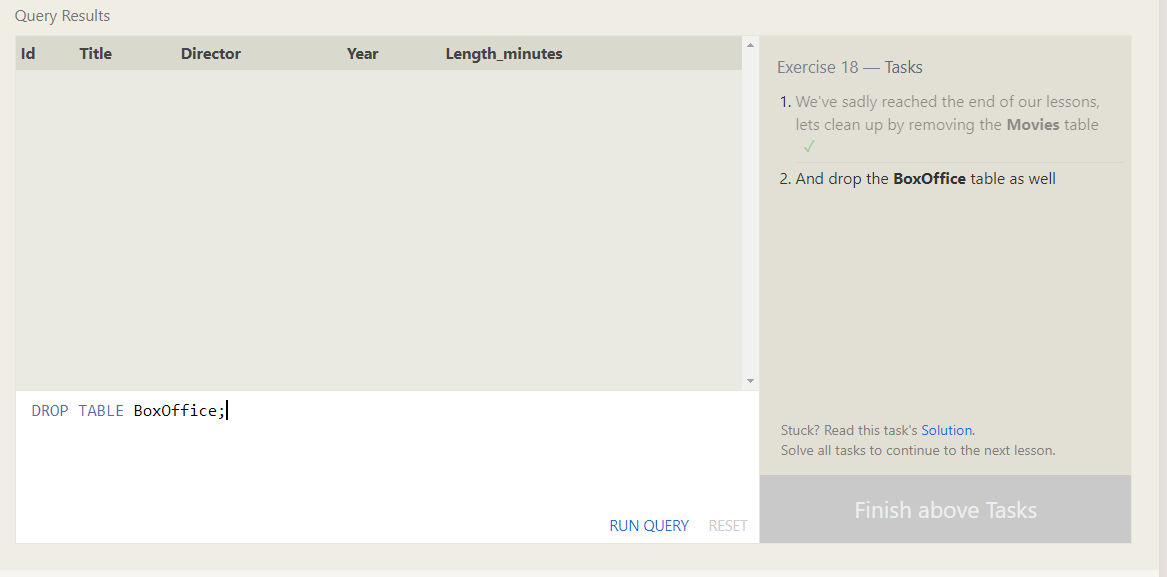 Query Results
Id Title Director Year Length_minutes
Exercise 18 — Tasks
1. We've sadly reached the end of our lessons,
lets clean up by removing the Movies table
✓
2. And drop the BoxOffice table as well
DROP TABLE BoxOffice;
Stuck? Read this task's Solution.
Solve all tasks to continue to the next lesson.
RUN QUERY RESET
Finish above Tasks